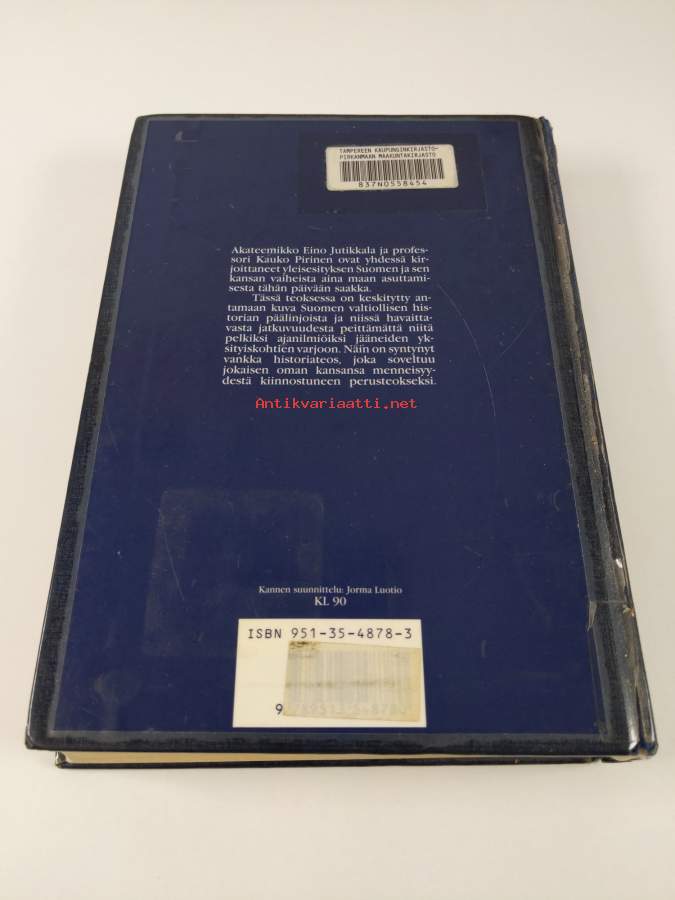 TAMPEREEN KAUPUNGINKIRJASTO-
PIRKANMAAN MAAKUNTAKIRJASTO
837N0558454
Akateemikko Eino Jutikkala ja profes-
sori Kauko Pirinen ovat yhdessä kir-
joittaneet yleisesityksen Suomen ja sen
kansan vaiheista aina maan asuttami-
sesta tähän päivään saakka.
Tässä teoksessa on keskitytty an-
tamaan kuva Suomen valtiollisen his-
torian päälinjoista ja niissä havaitta-
vasta jatkuvuudesta peittämättä niitä
pelkiksi ajanilmiöiksi jääneiden yk-
sityiskohtien varjoon. Näin on syntynyt
vankka historiateos, joka soveltuu
jokaisen oman kansansa menneisyy-
destä kiinnostuneen perusteokseksi.
Antikvariaatti.net
Kannen suunnittelu: Jorma Luotio
KL 90
ISBN 951-35-4878-3